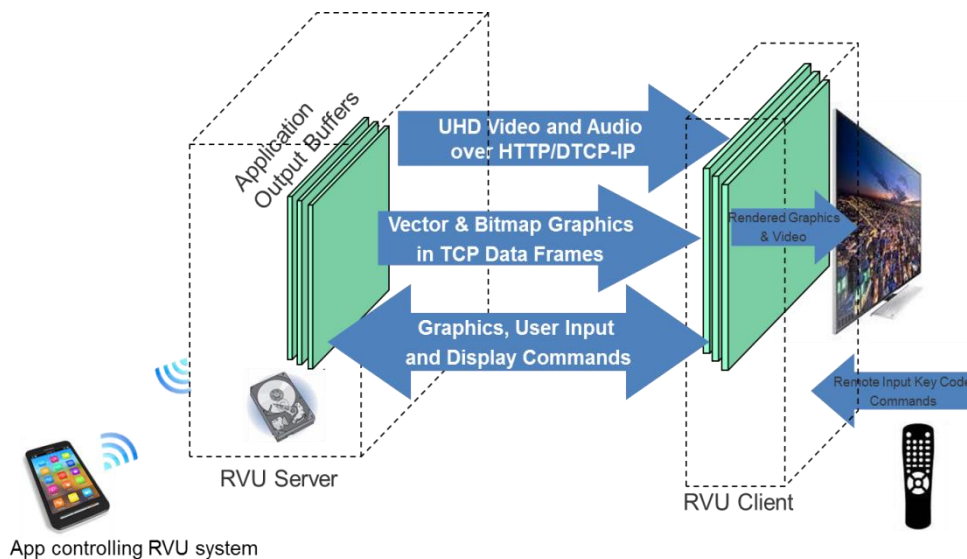 Application
Output Buffers
UHD Video and Audio
over HTTP/DTCP-IP
Vector & Bitmap Graphics
in TCP Data Frames
Rendered Graphics
& Video
Graphics, User Input
and Display Commands
Remote Input Key Code
Commands
RVU Server
RVU Client
App controlling RVU system